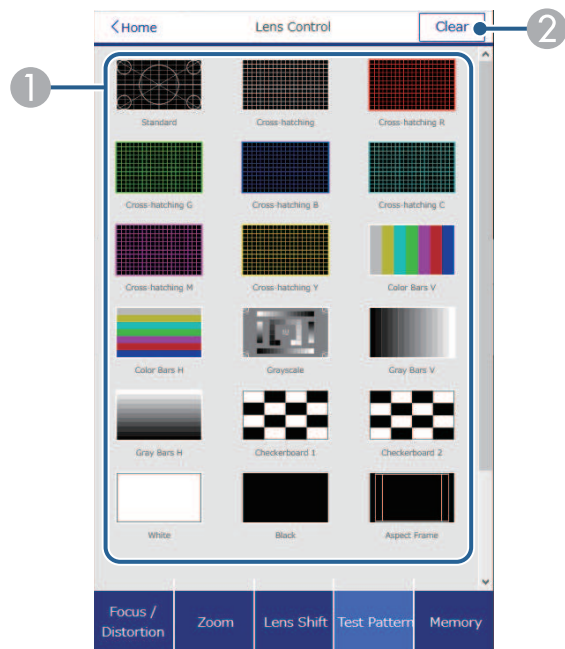 <Home Lens Control Clear
2
1
Standard Cross-hatching Cross-hatching R
Cross-hatching G Cross-hatching B Cross-hatching C
Cross-hatching M Cross-hatching Y Color Bars V
Color Bars H Grayscale Gray Bars V
Gray Bars H Checkerboard 1 Checkerboard 2
White Black Aspect Frame
Focus /
Distortion Zoom Lens Shift Test Pattern Memory